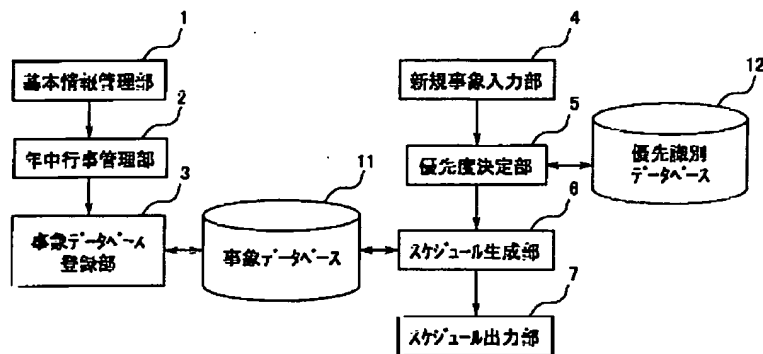 1
基本情報管理部
2
年中行事管理部
3
事象データベース
登録部
11
事象データベース
4
新規事象入力部
5
優先度決定部
12
優先識別
データベース
6
スケジュール生成部
7
スケジュール出力部